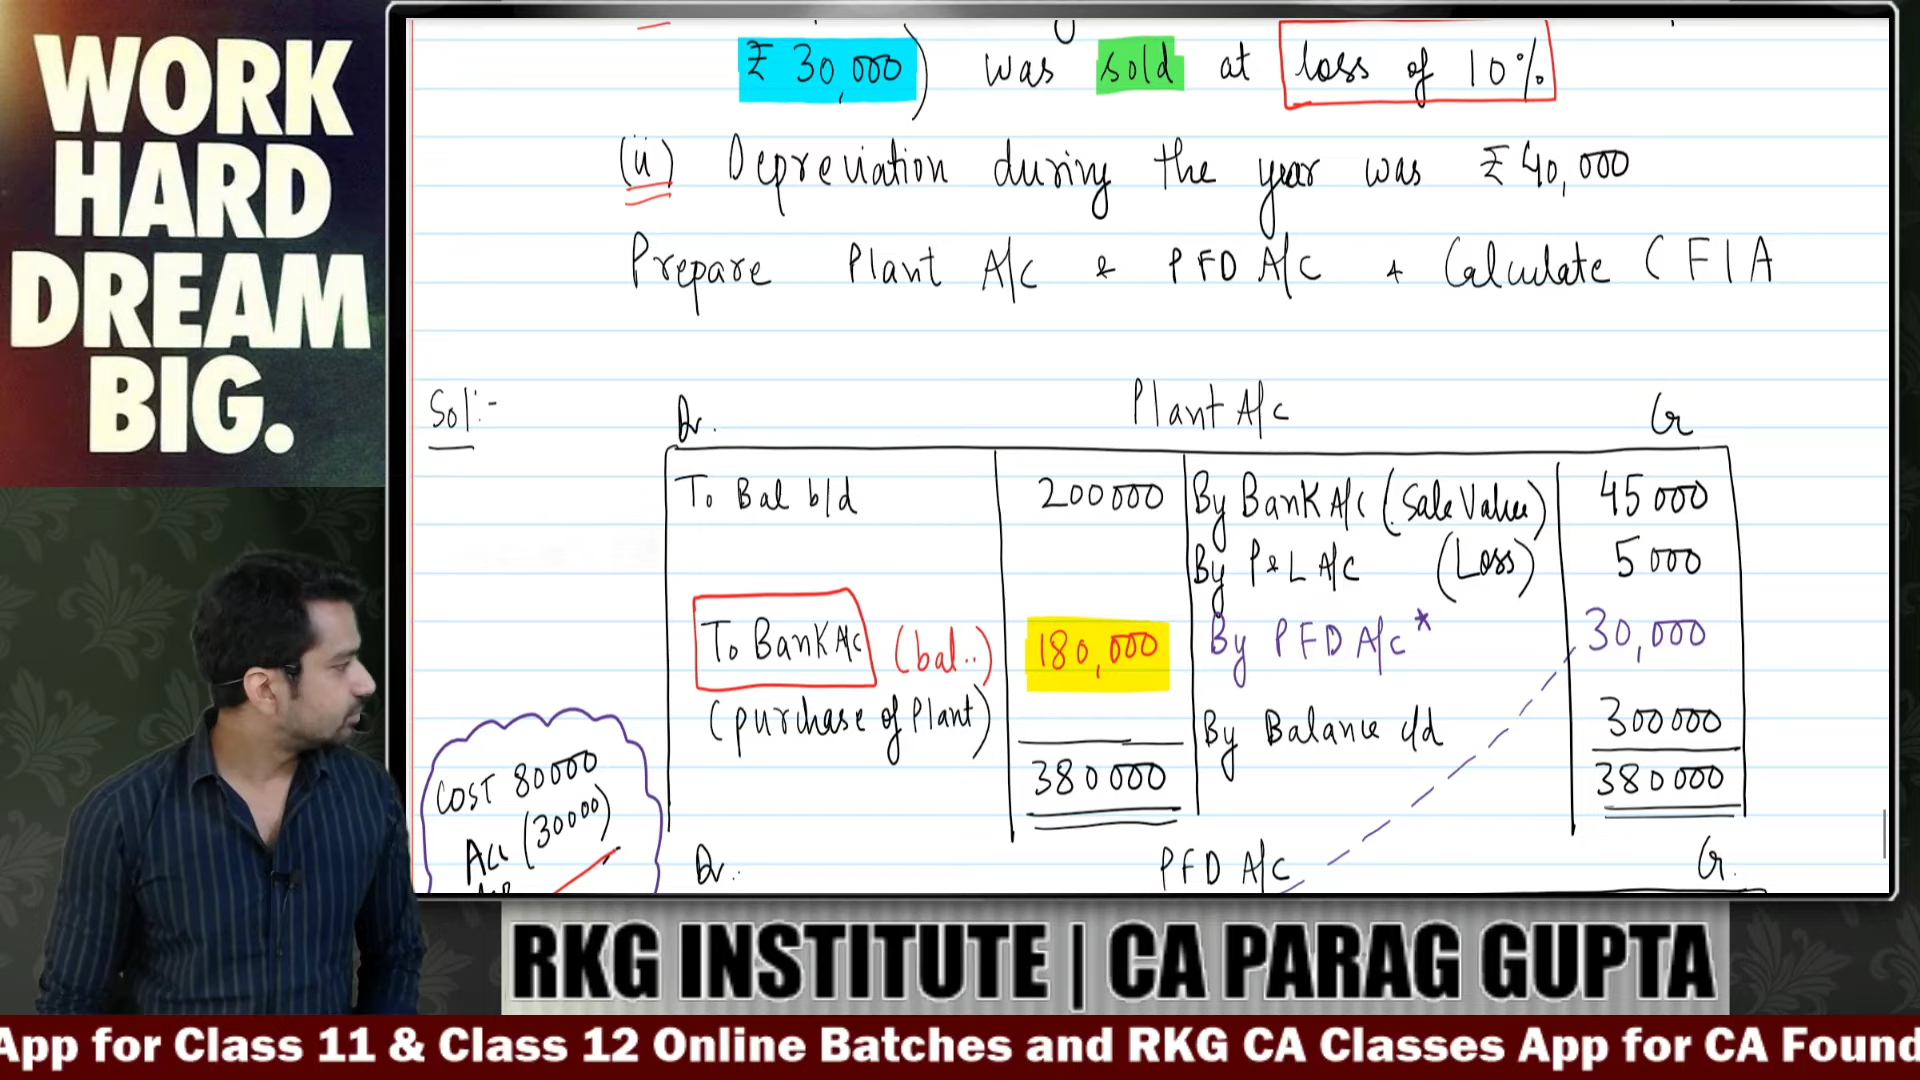 WORK
HARD
DREAM
BIG.
₹ 30,000) was sold at loss of 10%
(ii) Depreciation during the year was ₹ 40,000
Prepare Plant A/c & PFD A/c + Calculate CFIA
Sol:-
Dr. Plant A/c Cr
To Bal b/d 200000 By Bank A/c (Sale Value) 45000
By P&L A/c (Loss) 5000
To Bank A/c (bal..) 180,000 By PFD A/c* 30,000
(purchase of Plant) By Balance c/d 300000
380000 380000
COST 80000
Acc (30000)
Dr. PFD A/c Cr.
RKG INSTITUTE | CA PARAG GUPTA
App for Class 11 & Class 12 Online Batches and RKG CA Classes App for CA Found